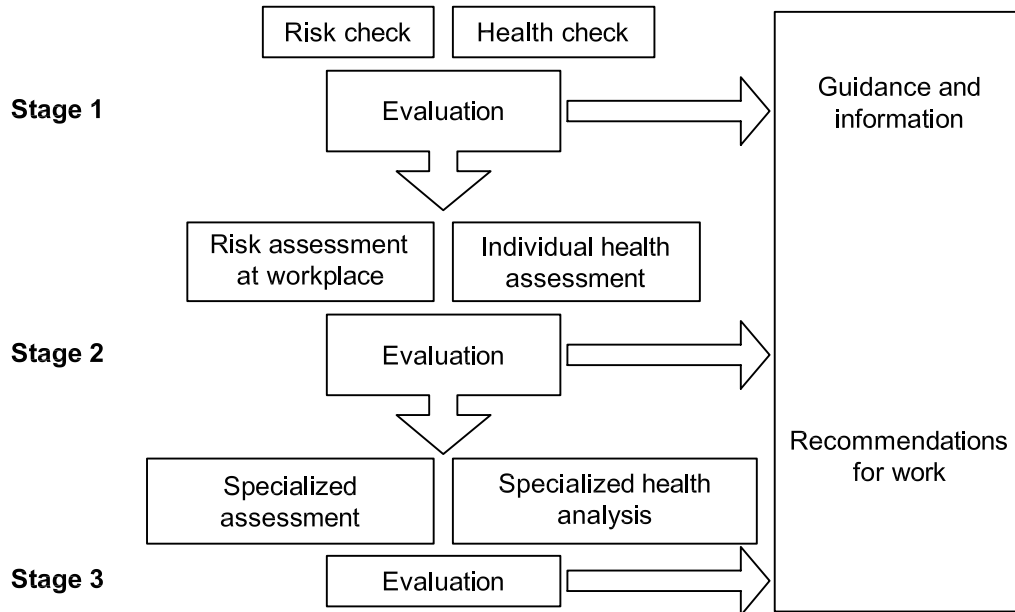 Risk check
Health check
Stage 1
Evaluation
Guidance and
information
Risk assessment
at workplace
Individual health
assessment
Stage 2
Evaluation
Recommendations
for work
Specialized
assessment
Specialized health
analysis
Stage 3
Evaluation